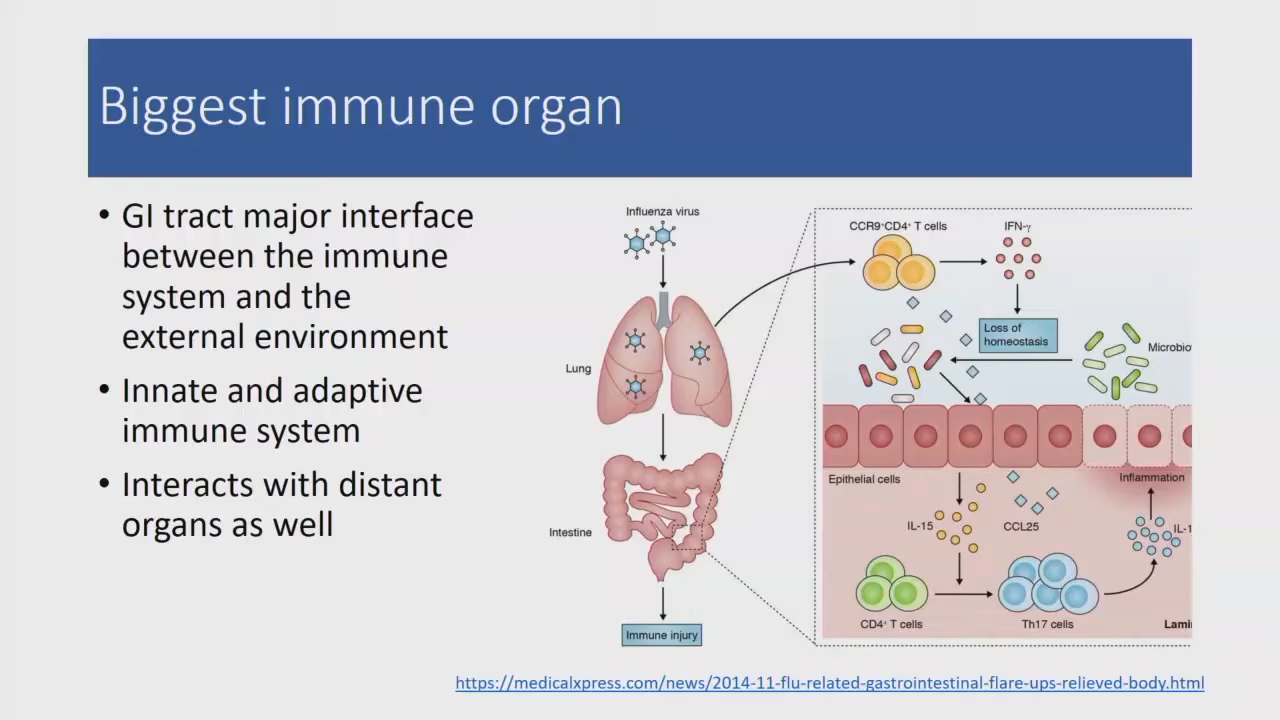 Biggest immune organ
• GI tract major interface
between the immune
system and the
external environment
• Innate and adaptive
immune system
• Interacts with distant
organs as well
Influenza virus
Lung
Intestine
Immune injury
CCR9⁺CD4⁺ T cells
IFN-γ
Loss of
homeostasis
Epithelial cells
Inflammation
IL-15
CCL25
CD4⁺ T cells
Th17 cells
https://medicalxpress.com/news/2014-11-flu-related-gastrointestinal-flare-ups-relieved-body.html